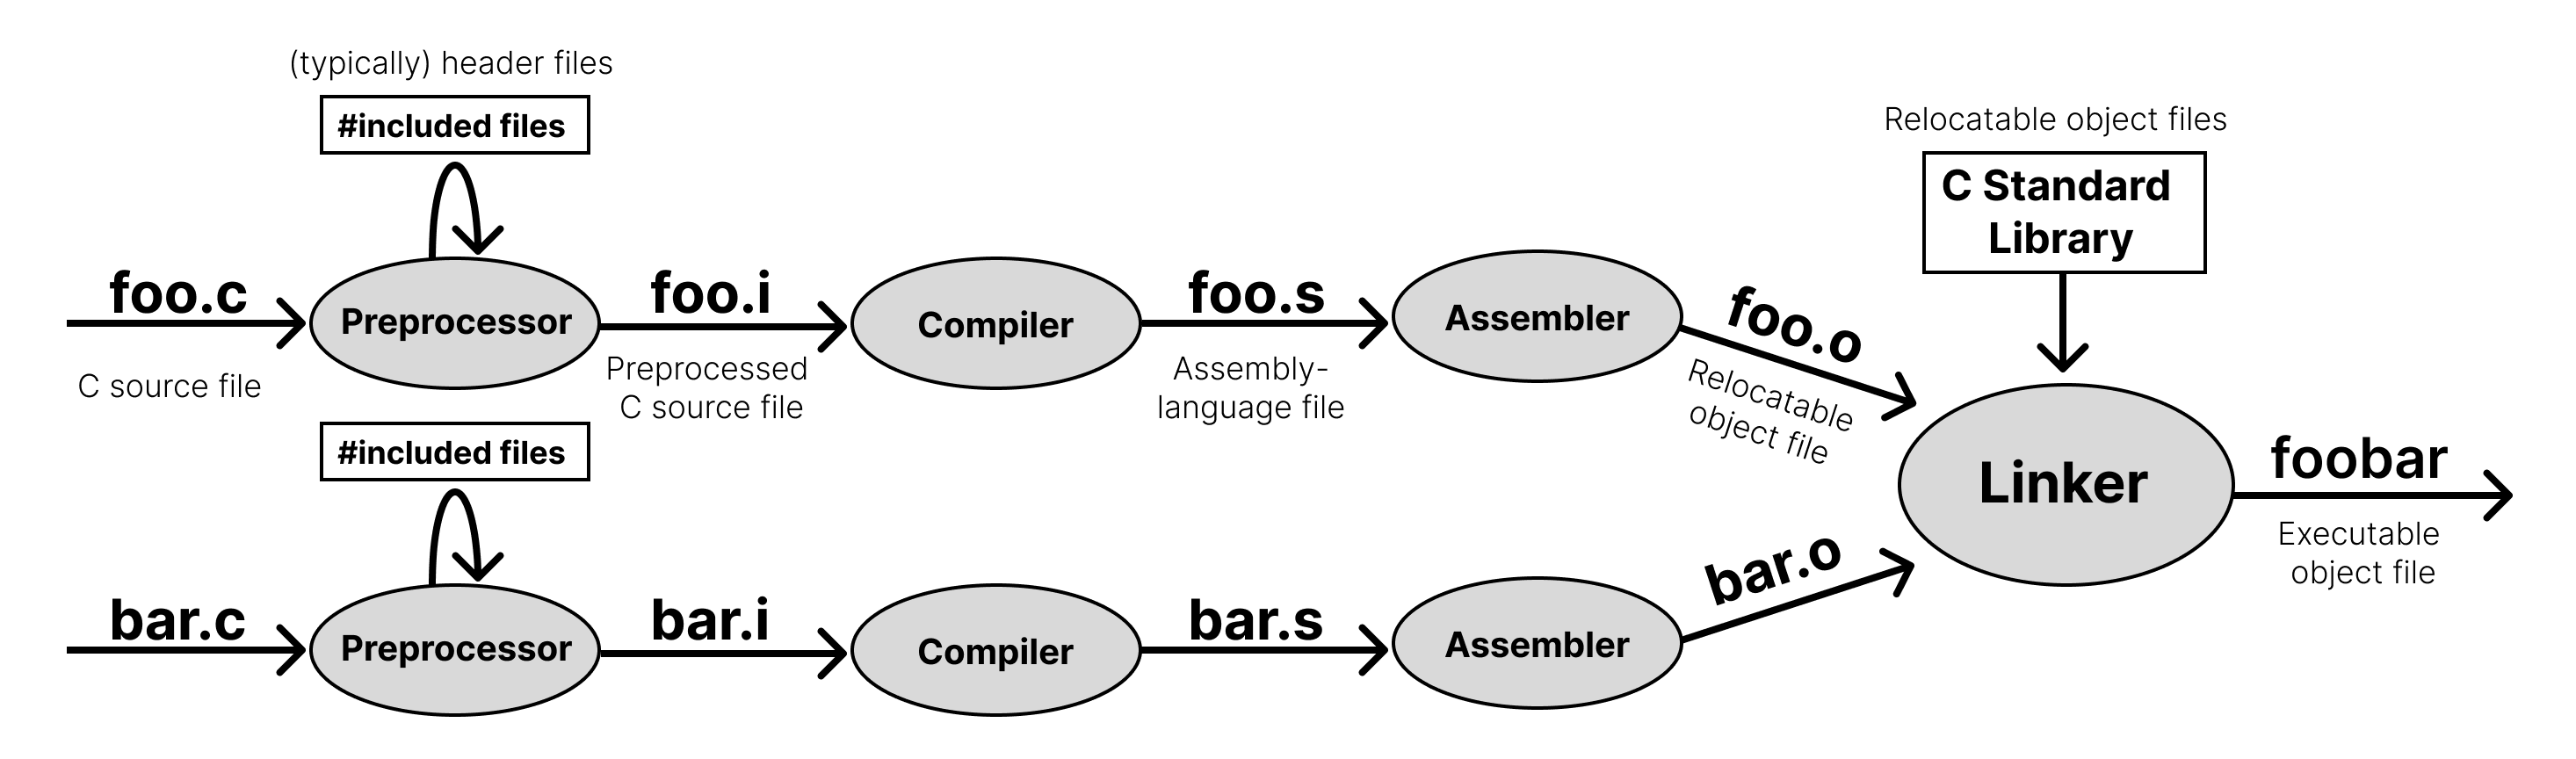 (typically) header files
#included files
foo.c
C source file
Preprocessor
foo.i
Preprocessed
C source file
Compiler
foo.s
Assembly-
language file
Assembler
foo.o
Relocatable
object file
Relocatable object files
C Standard
Library
#included files
bar.c
Preprocessor
bar.i
Compiler
bar.s
Assembler
bar.o
Linker
foobar
Executable
object file